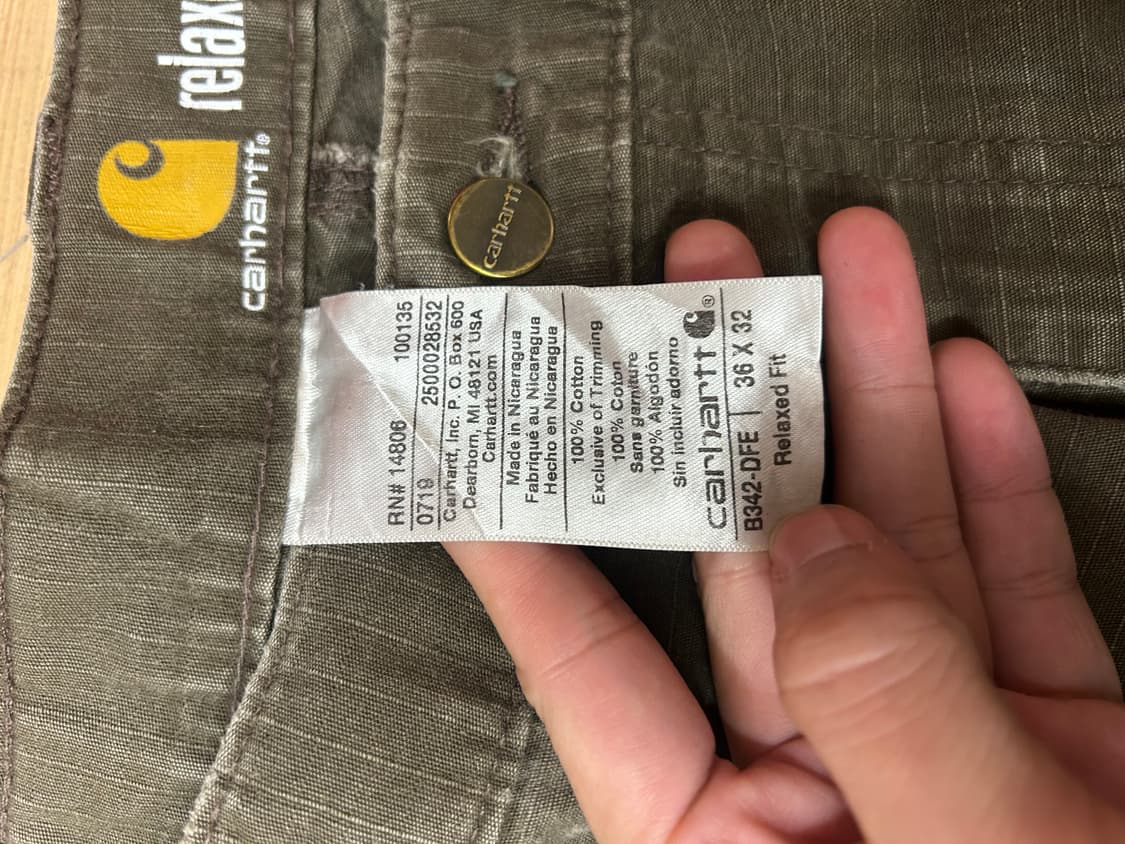 relax
carhartt®
Carhartt
RN# 14806 100135
0719 2500028532
Carhartt, Inc. P. O. Box 600
Dearborn, MI 48121 USA
Carhartt.com
Made in Nicaragua
Fabriqué au Nicaragua
Hecho en Nicaragua
100% Cotton
Exclusive of Trimming
100% Coton
Sans garniture
100% Algodón
Sin incluir adorno
carhartt ®
B342-DFE | 36 X 32
Relaxed Fit